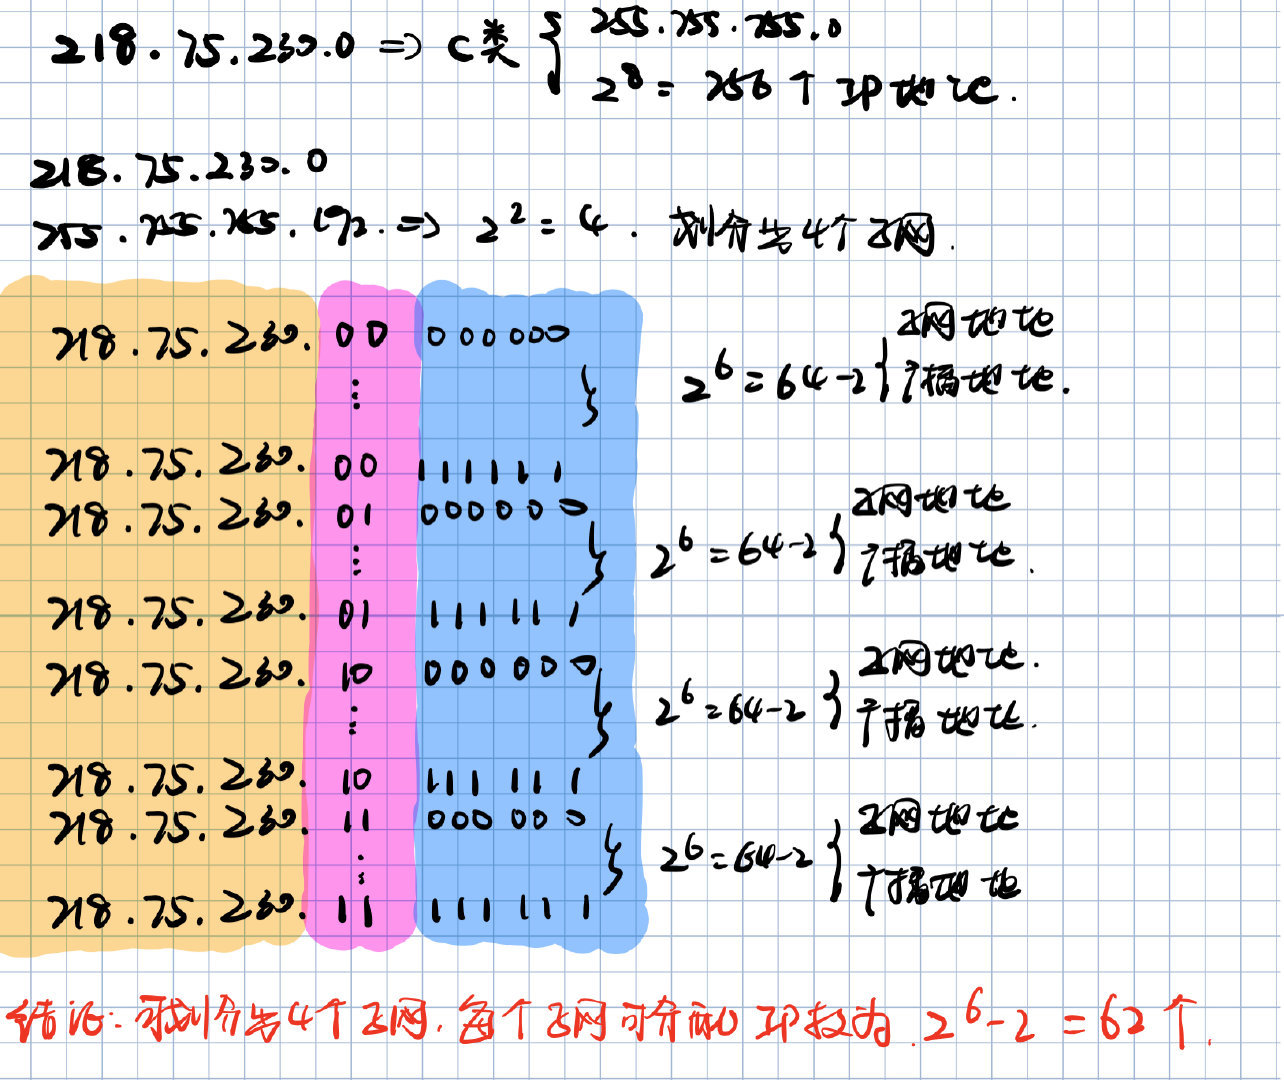 218.75.230.0 => C类 { 255.255.255.0
2^8 = 256个IP地址.
218.75.230.0
255.255.255.192. => 2^2 = 4. 划分出4个子网.
218.75.230. 00 000000
⋮ } 2^6 = 64-2 { 子网地址
广播地址.
218.75.230. 00 111111
218.75.230. 01 000000
⋮ } 2^6 = 64-2 { 子网地址
广播地址.
218.75.230. 01 111111
218.75.230. 10 000000
⋮ } 2^6 = 64-2 { 子网地址.
广播地址.
218.75.230. 10 111111
218.75.230. 11 000000
⋮ } 2^6 = 64-2 { 子网地址
广播地址
218.75.230. 11 111111
结论: 可划分出4个子网, 每个子网可分配IP数为. 2^6-2 = 62个.